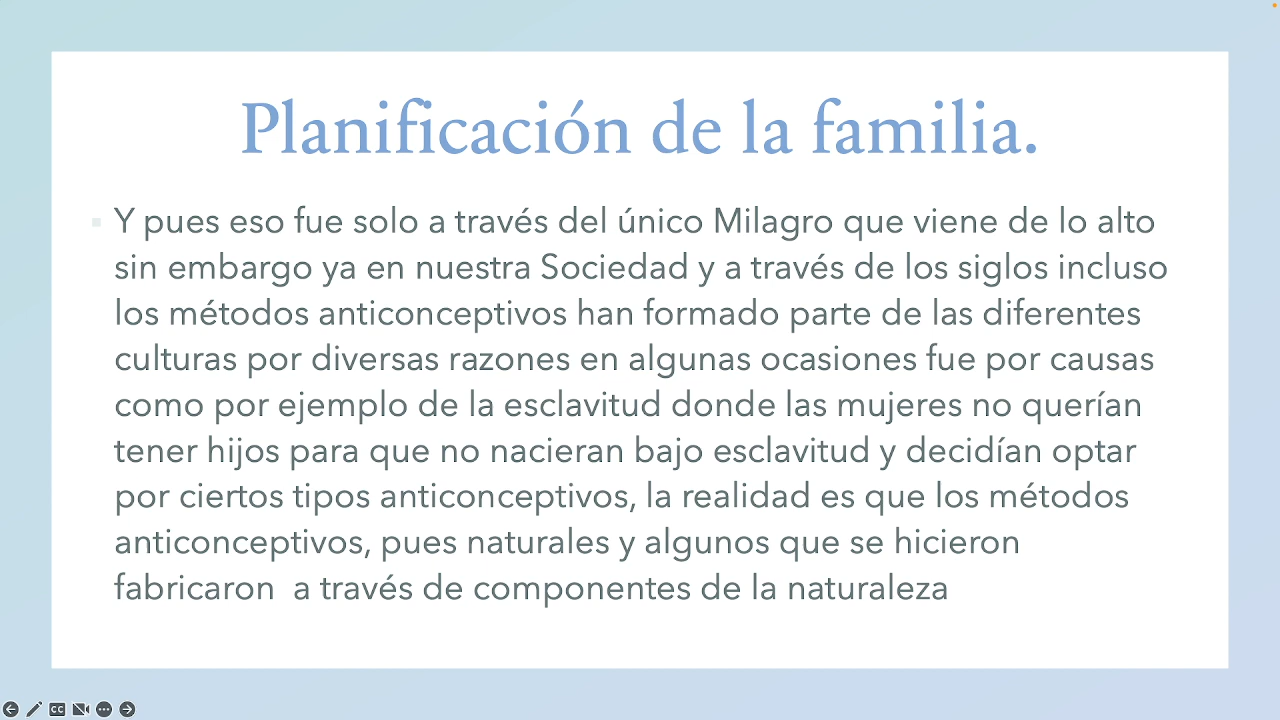 Planificación de la familia.
Y pues eso fue solo a través del único Milagro que viene de lo alto
sin embargo ya en nuestra Sociedad y a través de los siglos incluso
los métodos anticonceptivos han formado parte de las diferentes
culturas por diversas razones en algunas ocasiones fue por causas
como por ejemplo de la esclavitud donde las mujeres no querían
tener hijos para que no nacieran bajo esclavitud y decidían optar
por ciertos tipos anticonceptivos, la realidad es que los métodos
anticonceptivos, pues naturales y algunos que se hicieron
fabricaron  a través de componentes de la naturaleza
CC